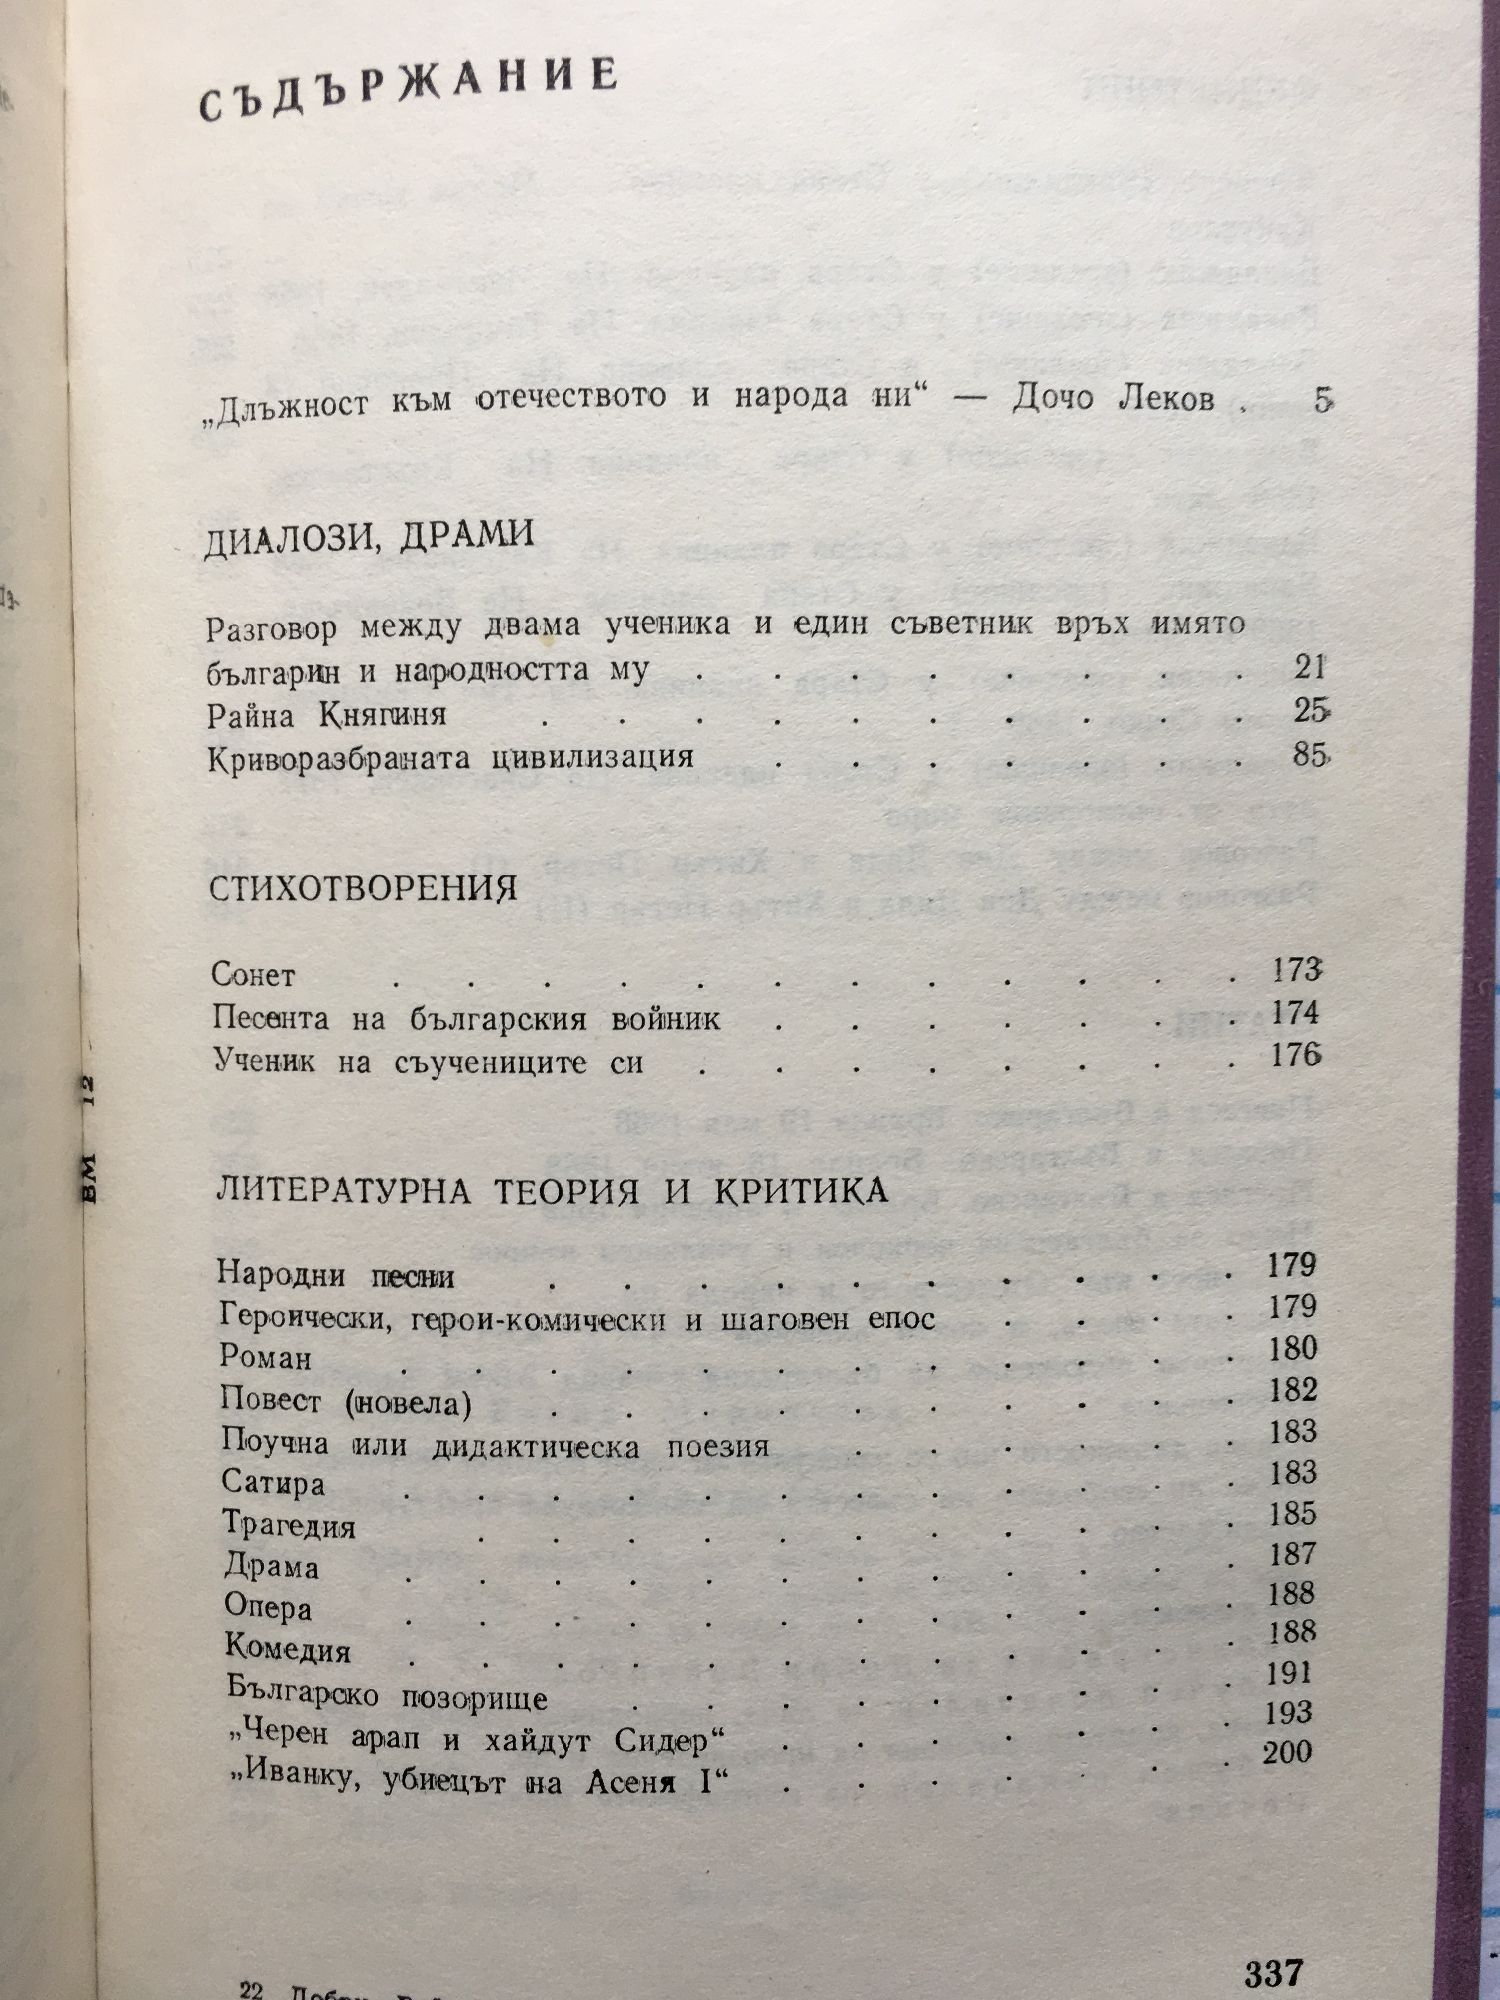 СЪДЪРЖАНИЕ
„Длъжност към отечеството и народа ни“ — Дочо Леков . 5
ДИАЛОЗИ, ДРАМИ
Разговор между двама ученика и един съветник връх имято
българин и народността му . . . . . . . . 21
Райна Княгиня . . . . . . . . . . 25
Криворазбраната цивилизация . . . . . . . 85
СТИХОТВОРЕНИЯ
Сонет . . . . . . . . . . . . 173
Песента на българския войник . . . . . . . 174
Ученик на съучениците си . . . . . . . . 176
ЛИТЕРАТУРНА ТЕОРИЯ И КРИТИКА
Народни песни . . . . . . . . . . 179
Героически, герои-комически и шаговен епос . . . . 179
Роман . . . . . . . . . . . . 180
Повест (новела) . . . . . . . . . . 182
Поучна или дидактическа поезия . . . . . . 183
Сатира . . . . . . . . . . . . 183
Трагедия . . . . . . . . . . . 185
Драма . . . . . . . . . . . . 187
Опера . . . . . . . . . . . . 188
Комедия . . . . . . . . . . . . 188
Българско позорище . . . . . . . . . 191
„Черен арап и хайдут Сидер“ . . . . . . . 193
„Иванку, убиецът на Асеня I“ . . . . . . . 200
337
22 Добри
ВМ 12